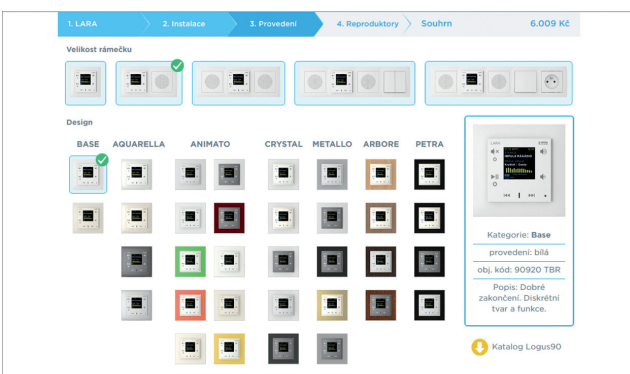 1. LARA
2. Instalace
3. Provedení
4. Reproduktory
Souhrn
6.009 Kč
Velikost rámečku
Design
BASE AQUARELLA ANIMATO CRYSTAL METALLO ARBORE PETRA
LARA
Kategorie: Base
provedení: bílá
obj. kód: 90920 TBR
Popis: Dobré
zakončení. Diskrétní
tvar a funkce.
Katalog Logus90